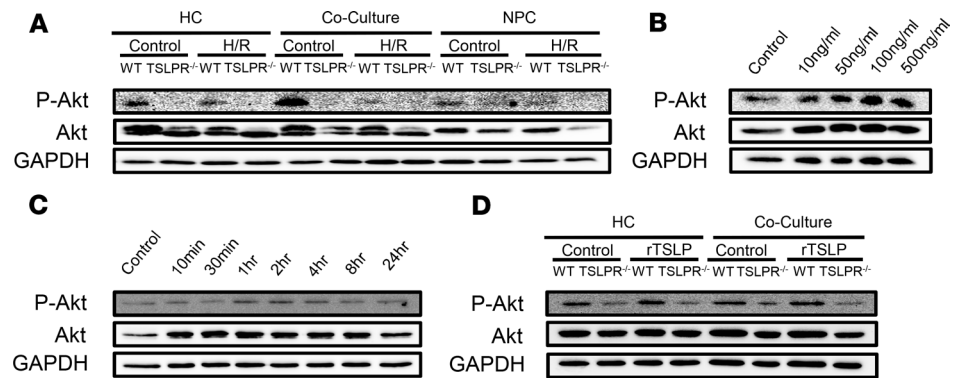 A
HC Co-Culture NPC
Control H/R Control H/R Control H/R
WT TSLPR-/- WT TSLPR-/- WT TSLPR-/- WT TSLPR-/- WT TSLPR-/- WT TSLPR-/-
P-Akt
Akt
GAPDH
B
Control 10ng/ml 50ng/ml 100ng/ml 500ng/ml
P-Akt
Akt
GAPDH
C
Control 10min 30min 1hr 2hr 4hr 8hr 24hr
P-Akt
Akt
GAPDH
D
HC Co-Culture
Control rTSLP Control rTSLP
WT TSLPR-/- WT TSLPR-/- WT TSLPR-/- WT TSLPR-/-
P-Akt
Akt
GAPDH